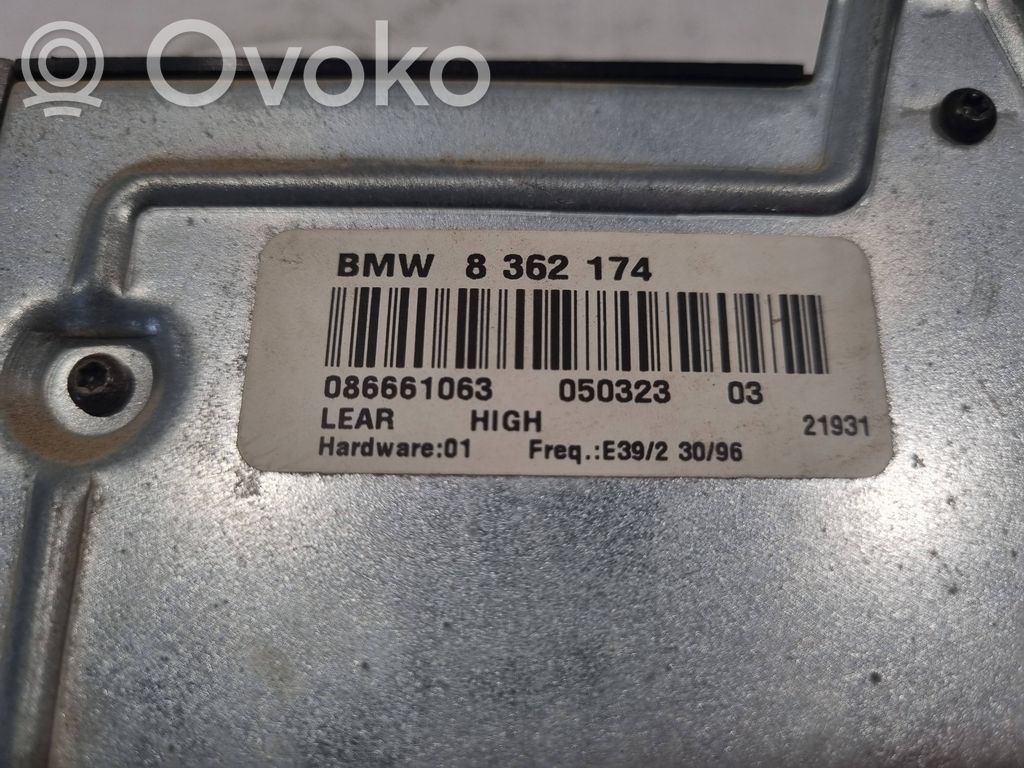 Ovoko
BMW 8 362 174
086661063 050323 03
LEAR HIGH 21931
Hardware:01 Freq.:E39/2 30/96